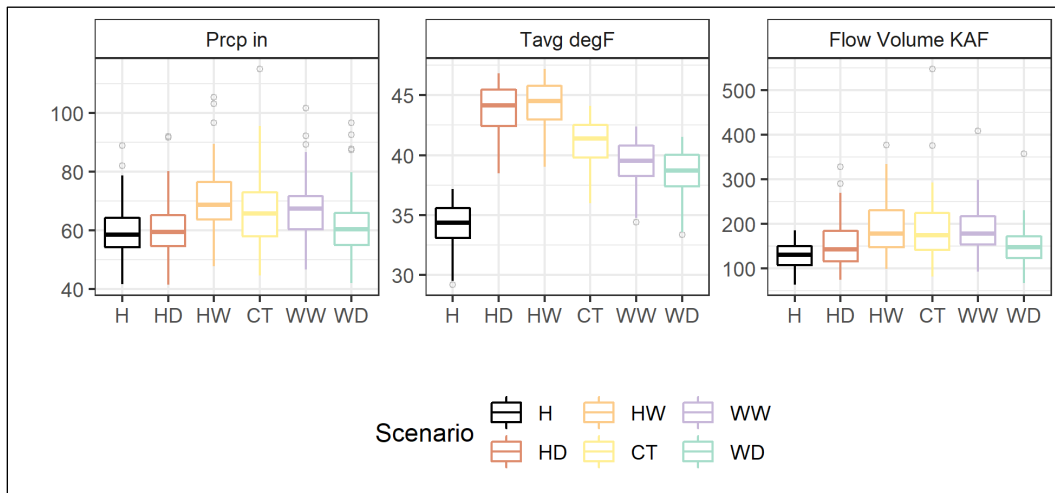 Prcp in
Tavg degF
Flow Volume KAF
100
80
60
40
H HD HW CT WW WD
45
40
35
30
H HD HW CT WW WD
500
400
300
200
100
H HD HW CT WW WD
Scenario
H HW WW
HD CT WD